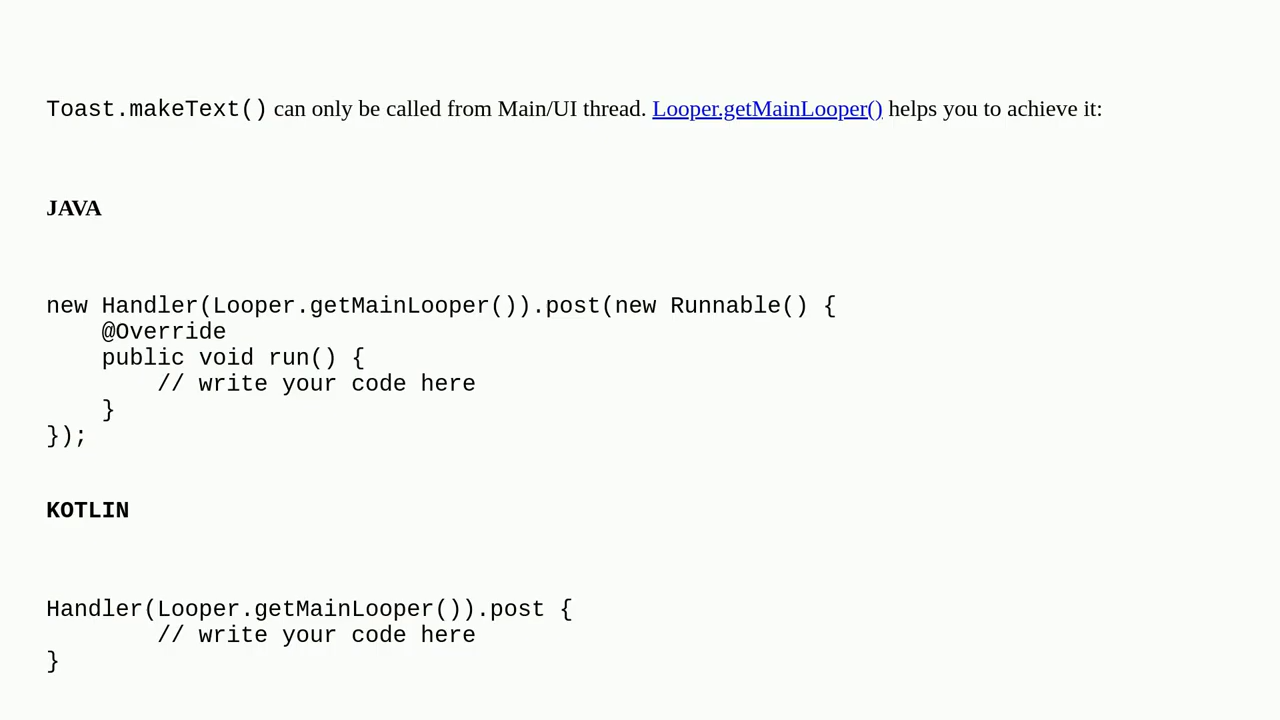 Toast.makeText() can only be called from Main/UI thread. Looper.getMainLooper() helps you to achieve it:
JAVA
new Handler(Looper.getMainLooper()).post(new Runnable() {
    @Override
    public void run() {
        // write your code here
    }
});
KOTLIN
Handler(Looper.getMainLooper()).post {
        // write your code here
}